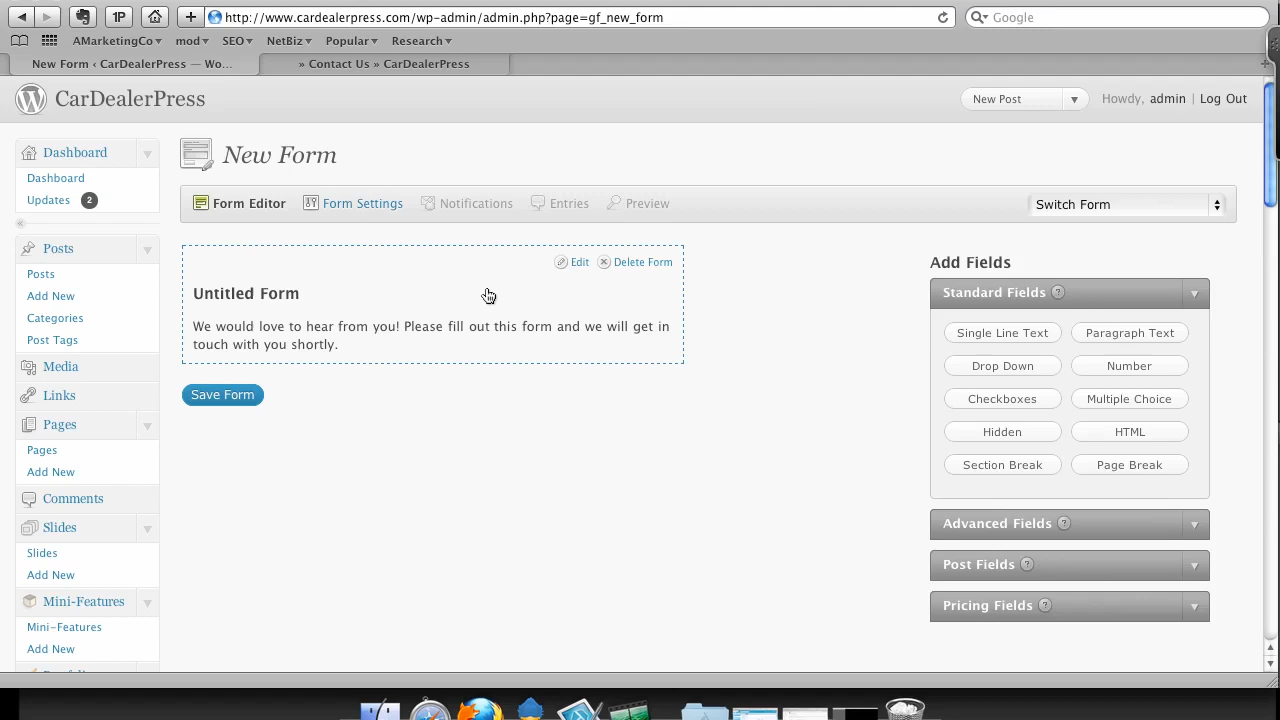 1P
http://www.cardealerpress.com/wp-admin/admin.php?page=gf_new_form
Google
AMarketingCo
mod
SEO
NetBiz
Popular
Research
New Form ‹ CarDealerPress — Wo...
» Contact Us » CarDealerPress
CarDealerPress
New Post
Howdy, admin | Log Out
Dashboard
Dashboard
Updates 2
Posts
Posts
Add New
Categories
Post Tags
Media
Links
Pages
Pages
Add New
Comments
Slides
Slides
Add New
Mini-Features
Mini-Features
Add New
New Form
Form Editor
Form Settings
Notifications
Entries
Preview
Switch Form
Edit
Delete Form
Untitled Form
We would love to hear from you! Please fill out this form and we will get in
touch with you shortly.
Save Form
Add Fields
Standard Fields ?
Single Line Text
Paragraph Text
Drop Down
Number
Checkboxes
Multiple Choice
Hidden
HTML
Section Break
Page Break
Advanced Fields ?
Post Fields ?
Pricing Fields ?